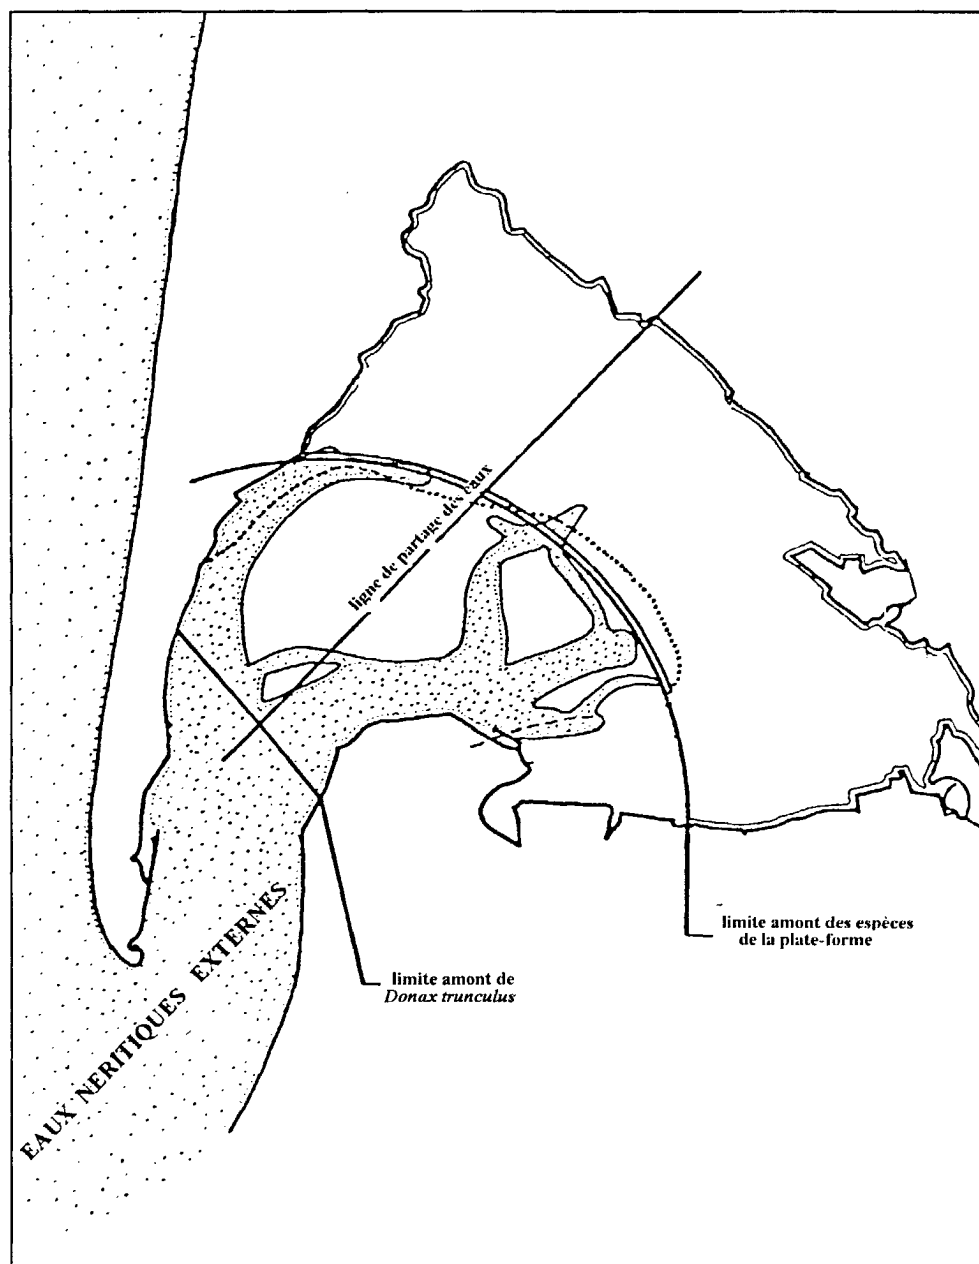 ligne de partage des eaux
limite amont des espèces
de la plate-forme
limite amont de
Donax trunculus
EAUX NERITIQUES EXTERNES